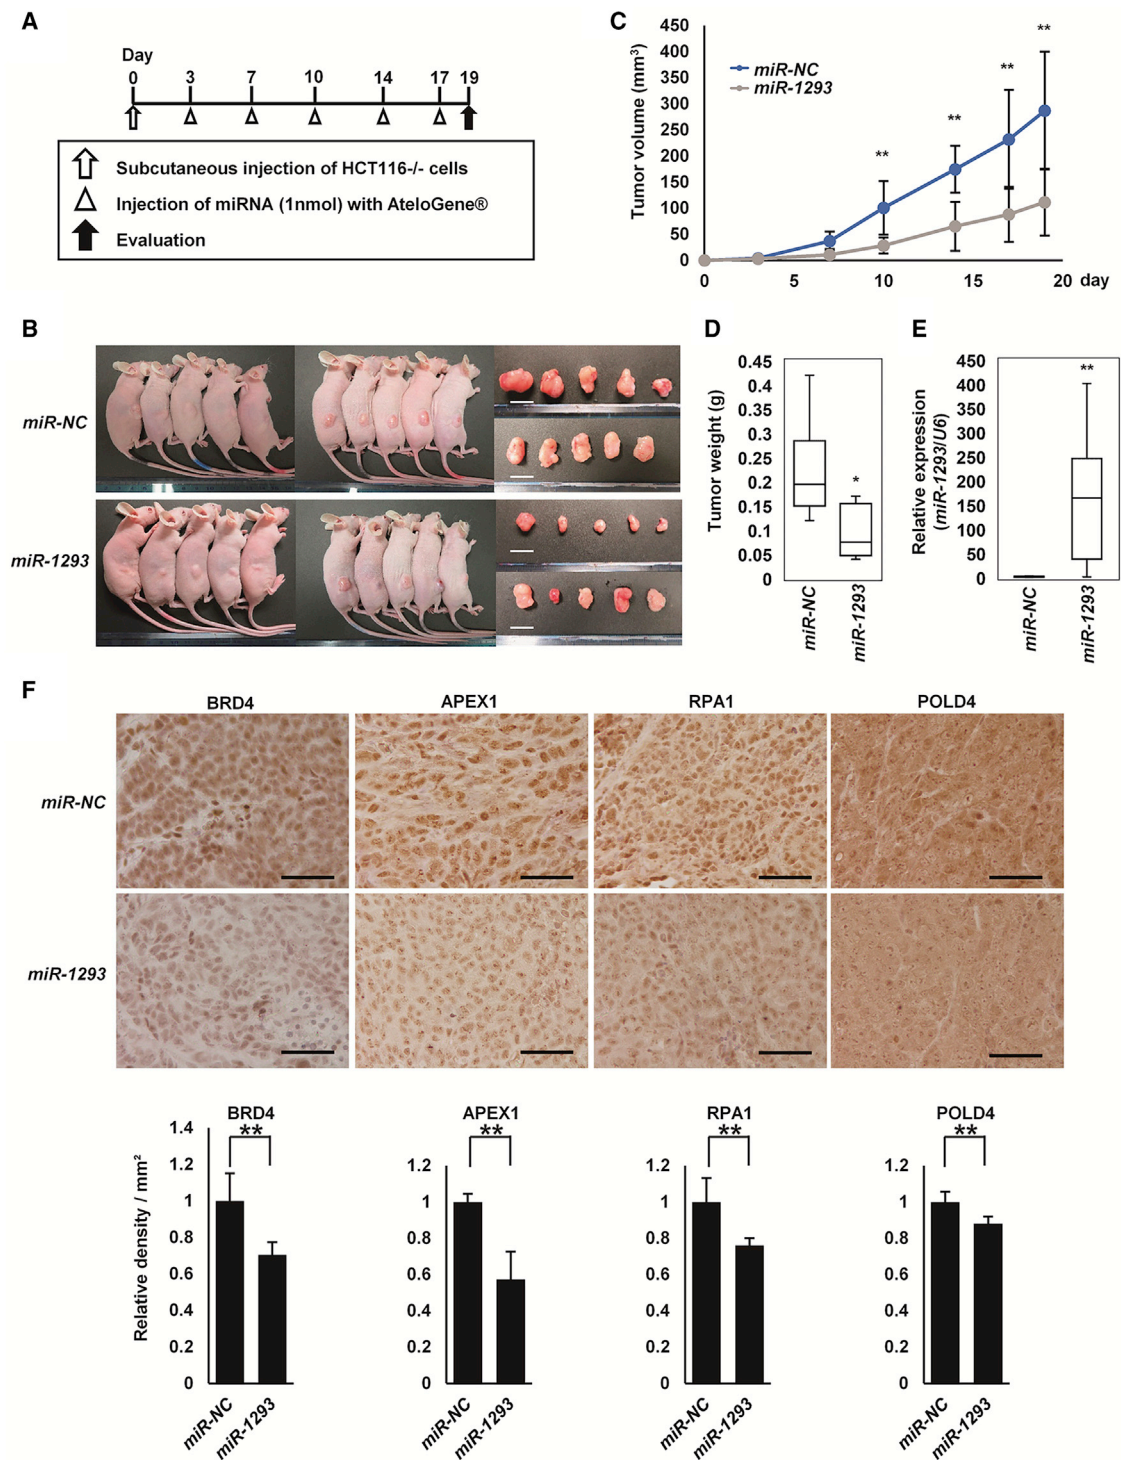 A
Day
0 3 7 10 14 17 19
Subcutaneous injection of HCT116-/- cells
Injection of miRNA (1nmol) with AteloGene®
Evaluation
C
Tumor volume (mm³)
450
400
350
300
250
200
150
100
50
0
miR-NC
miR-1293
**
**
**
**
0 5 10 15 20 day
B
miR-NC
miR-1293
D
Tumor weight (g)
0.45
0.4
0.35
0.3
0.25
0.2
0.15
0.1
0.05
0
*
miR-NC
miR-1293
E
Relative expression
(miR-1293/U6)
450
400
350
300
250
200
150
100
50
0
**
miR-NC
miR-1293
F
BRD4 APEX1 RPA1 POLD4
miR-NC
miR-1293
Relative density / mm²
BRD4
**
1.4
1.2
1
0.8
0.6
0.4
0.2
0
miR-NC
miR-1293
APEX1
**
1.2
1
0.8
0.6
0.4
0.2
0
miR-NC
miR-1293
RPA1
**
1.2
1
0.8
0.6
0.4
0.2
0
miR-NC
miR-1293
POLD4
**
1.2
1
0.8
0.6
0.4
0.2
0
miR-NC
miR-1293